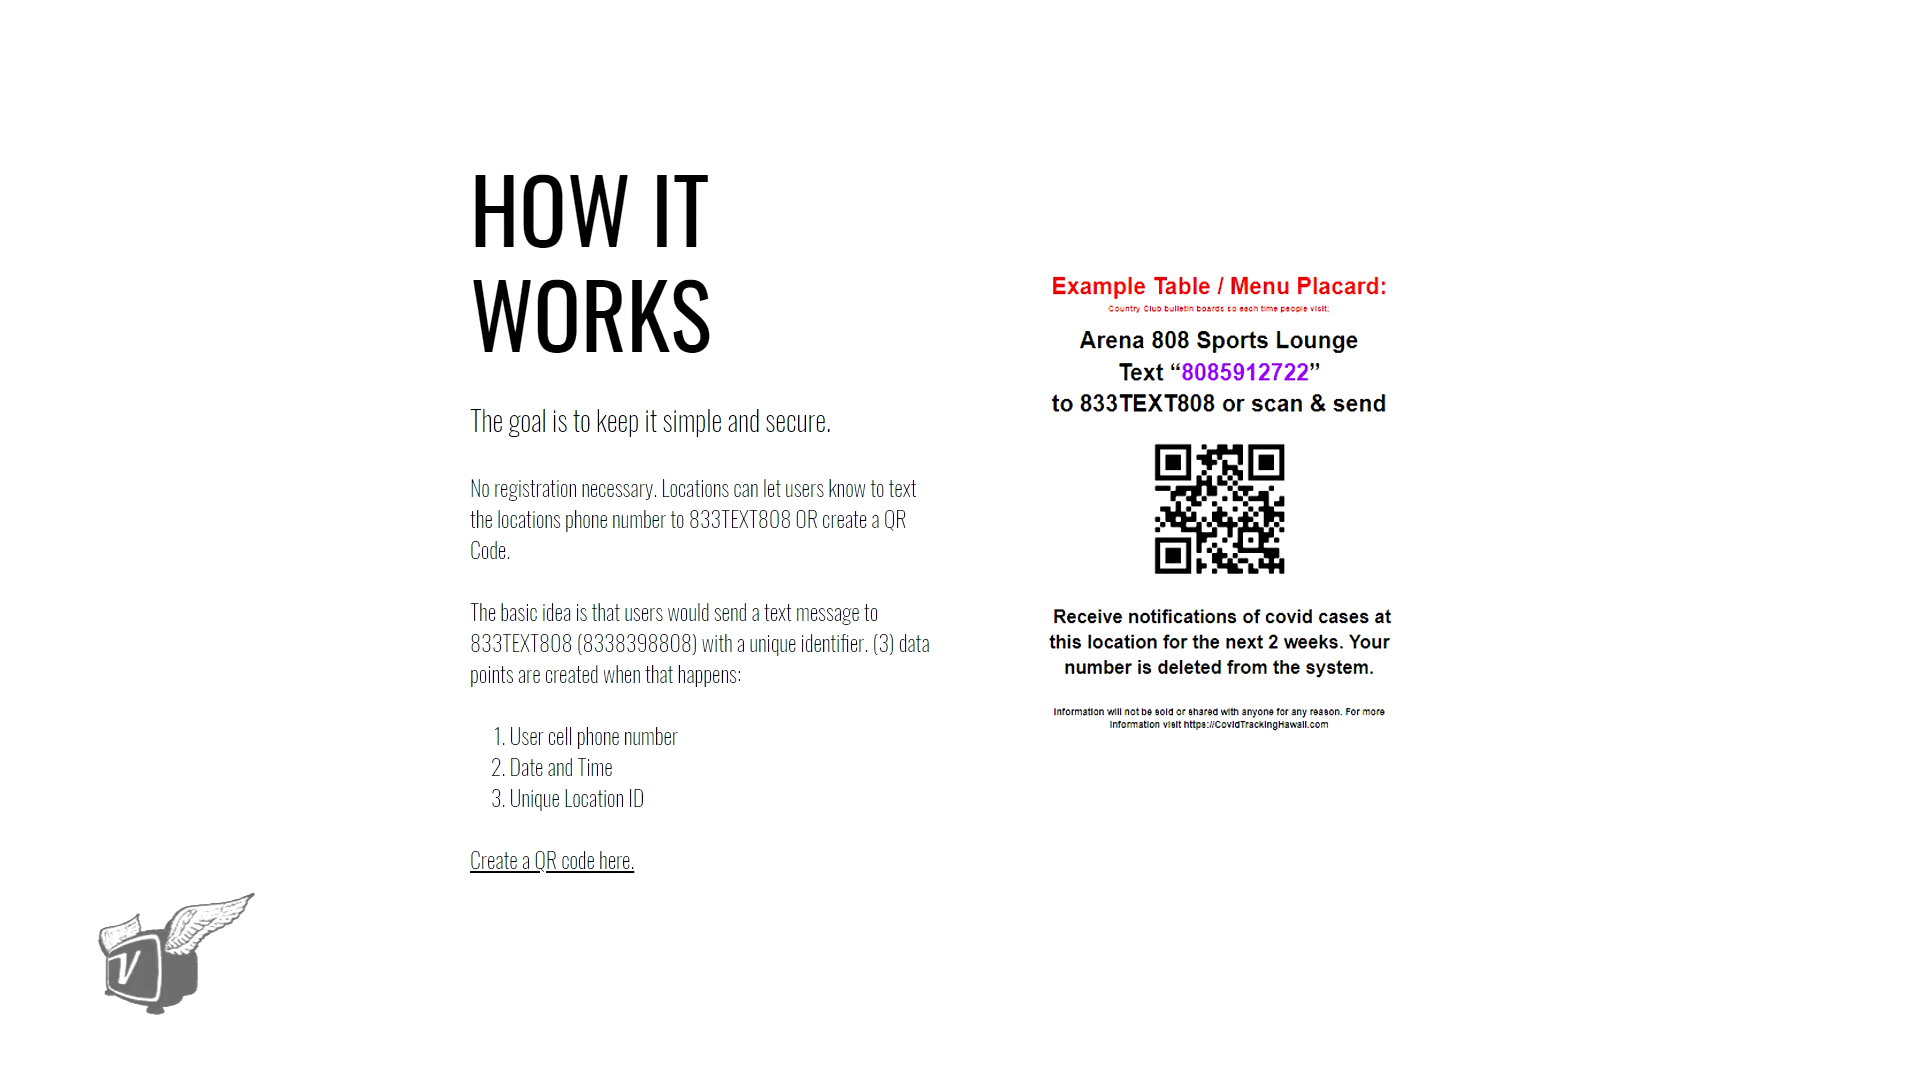 HOW IT
WORKS
The goal is to keep it simple and secure.
No registration necessary. Locations can let users know to text
the locations phone number to 833TEXT808 OR create a QR
Code.
The basic idea is that users would send a text message to
833TEXT808 (8338398808) with a unique identifier. (3) data
points are created when that happens:
1. User cell phone number
2. Date and Time
3. Unique Location ID
Create a QR code here.
V
Example Table / Menu Placard:
Country Club bulletin boards so each time people visit:
Arena 808 Sports Lounge
Text “8085912722”
to 833TEXT808 or scan & send
Receive notifications of covid cases at
this location for the next 2 weeks. Your
number is deleted from the system.
Information will not be sold or shared with anyone for any reason. For more
information visit https://CovidTrackingHawaii.com